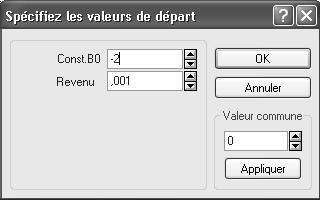 Spécifiez les valeurs de départ
Const.B0 -2
OK
Revenu ,001
Annuler
Valeur commune
0
Appliquer